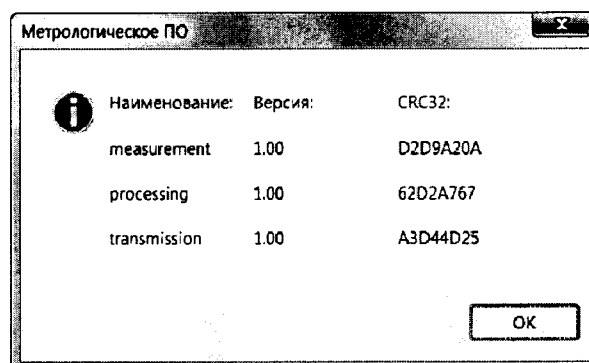 Метрологическое ПО
Наименование: Версия: CRC32:
measurement 1.00 D2D9A20A
processing 1.00 62D2A767
transmission 1.00 A3D44D25
OK